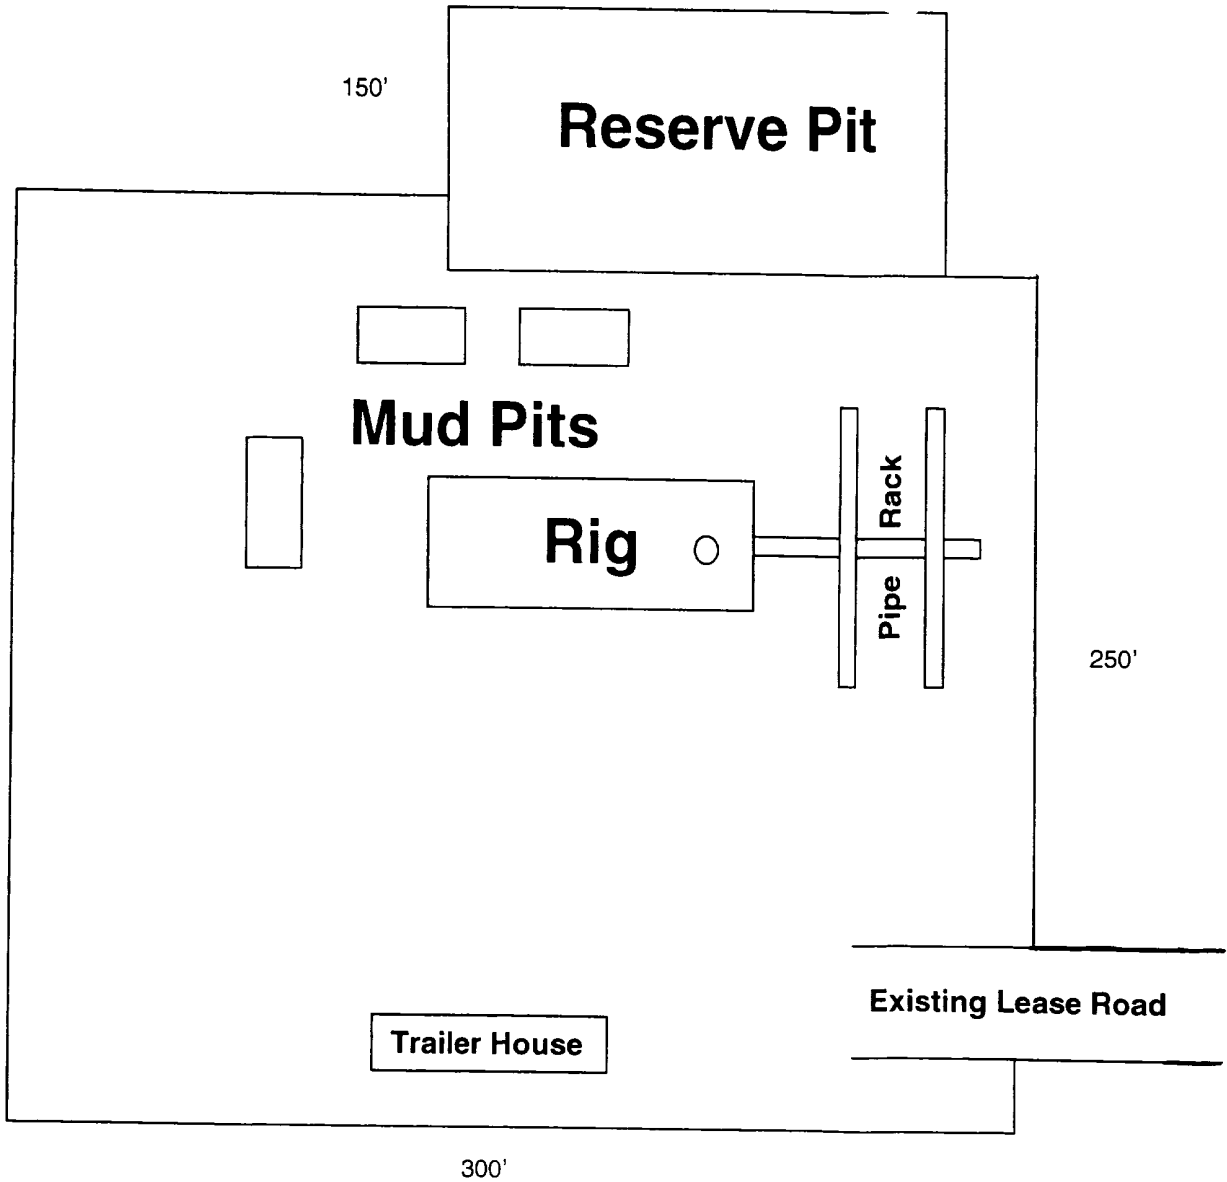 150'
Reserve Pit
Mud Pits
Rig
Pipe Rack
250'
Existing Lease Road
Trailer House
300'